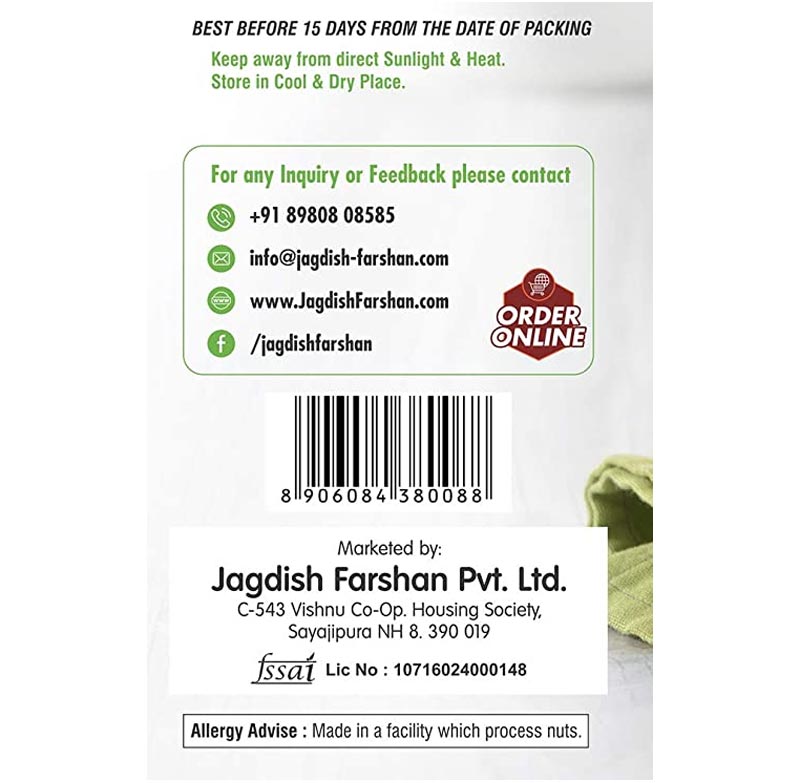 BEST BEFORE 15 DAYS FROM THE DATE OF PACKING
Keep away from direct Sunlight & Heat.
Store in Cool & Dry Place.
For any Inquiry or Feedback please contact
+91 89808 08585
info@jagdish-farshan.com
www www.JagdishFarshan.com
f /jagdishfarshan
ORDER
ONLINE
8 906084 380088
Marketed by:
Jagdish Farshan Pvt. Ltd.
C-543 Vishnu Co-Op. Housing Society,
Sayajipura NH 8. 390 019
fssai Lic No : 10716024000148
Allergy Advise : Made in a facility which process nuts.